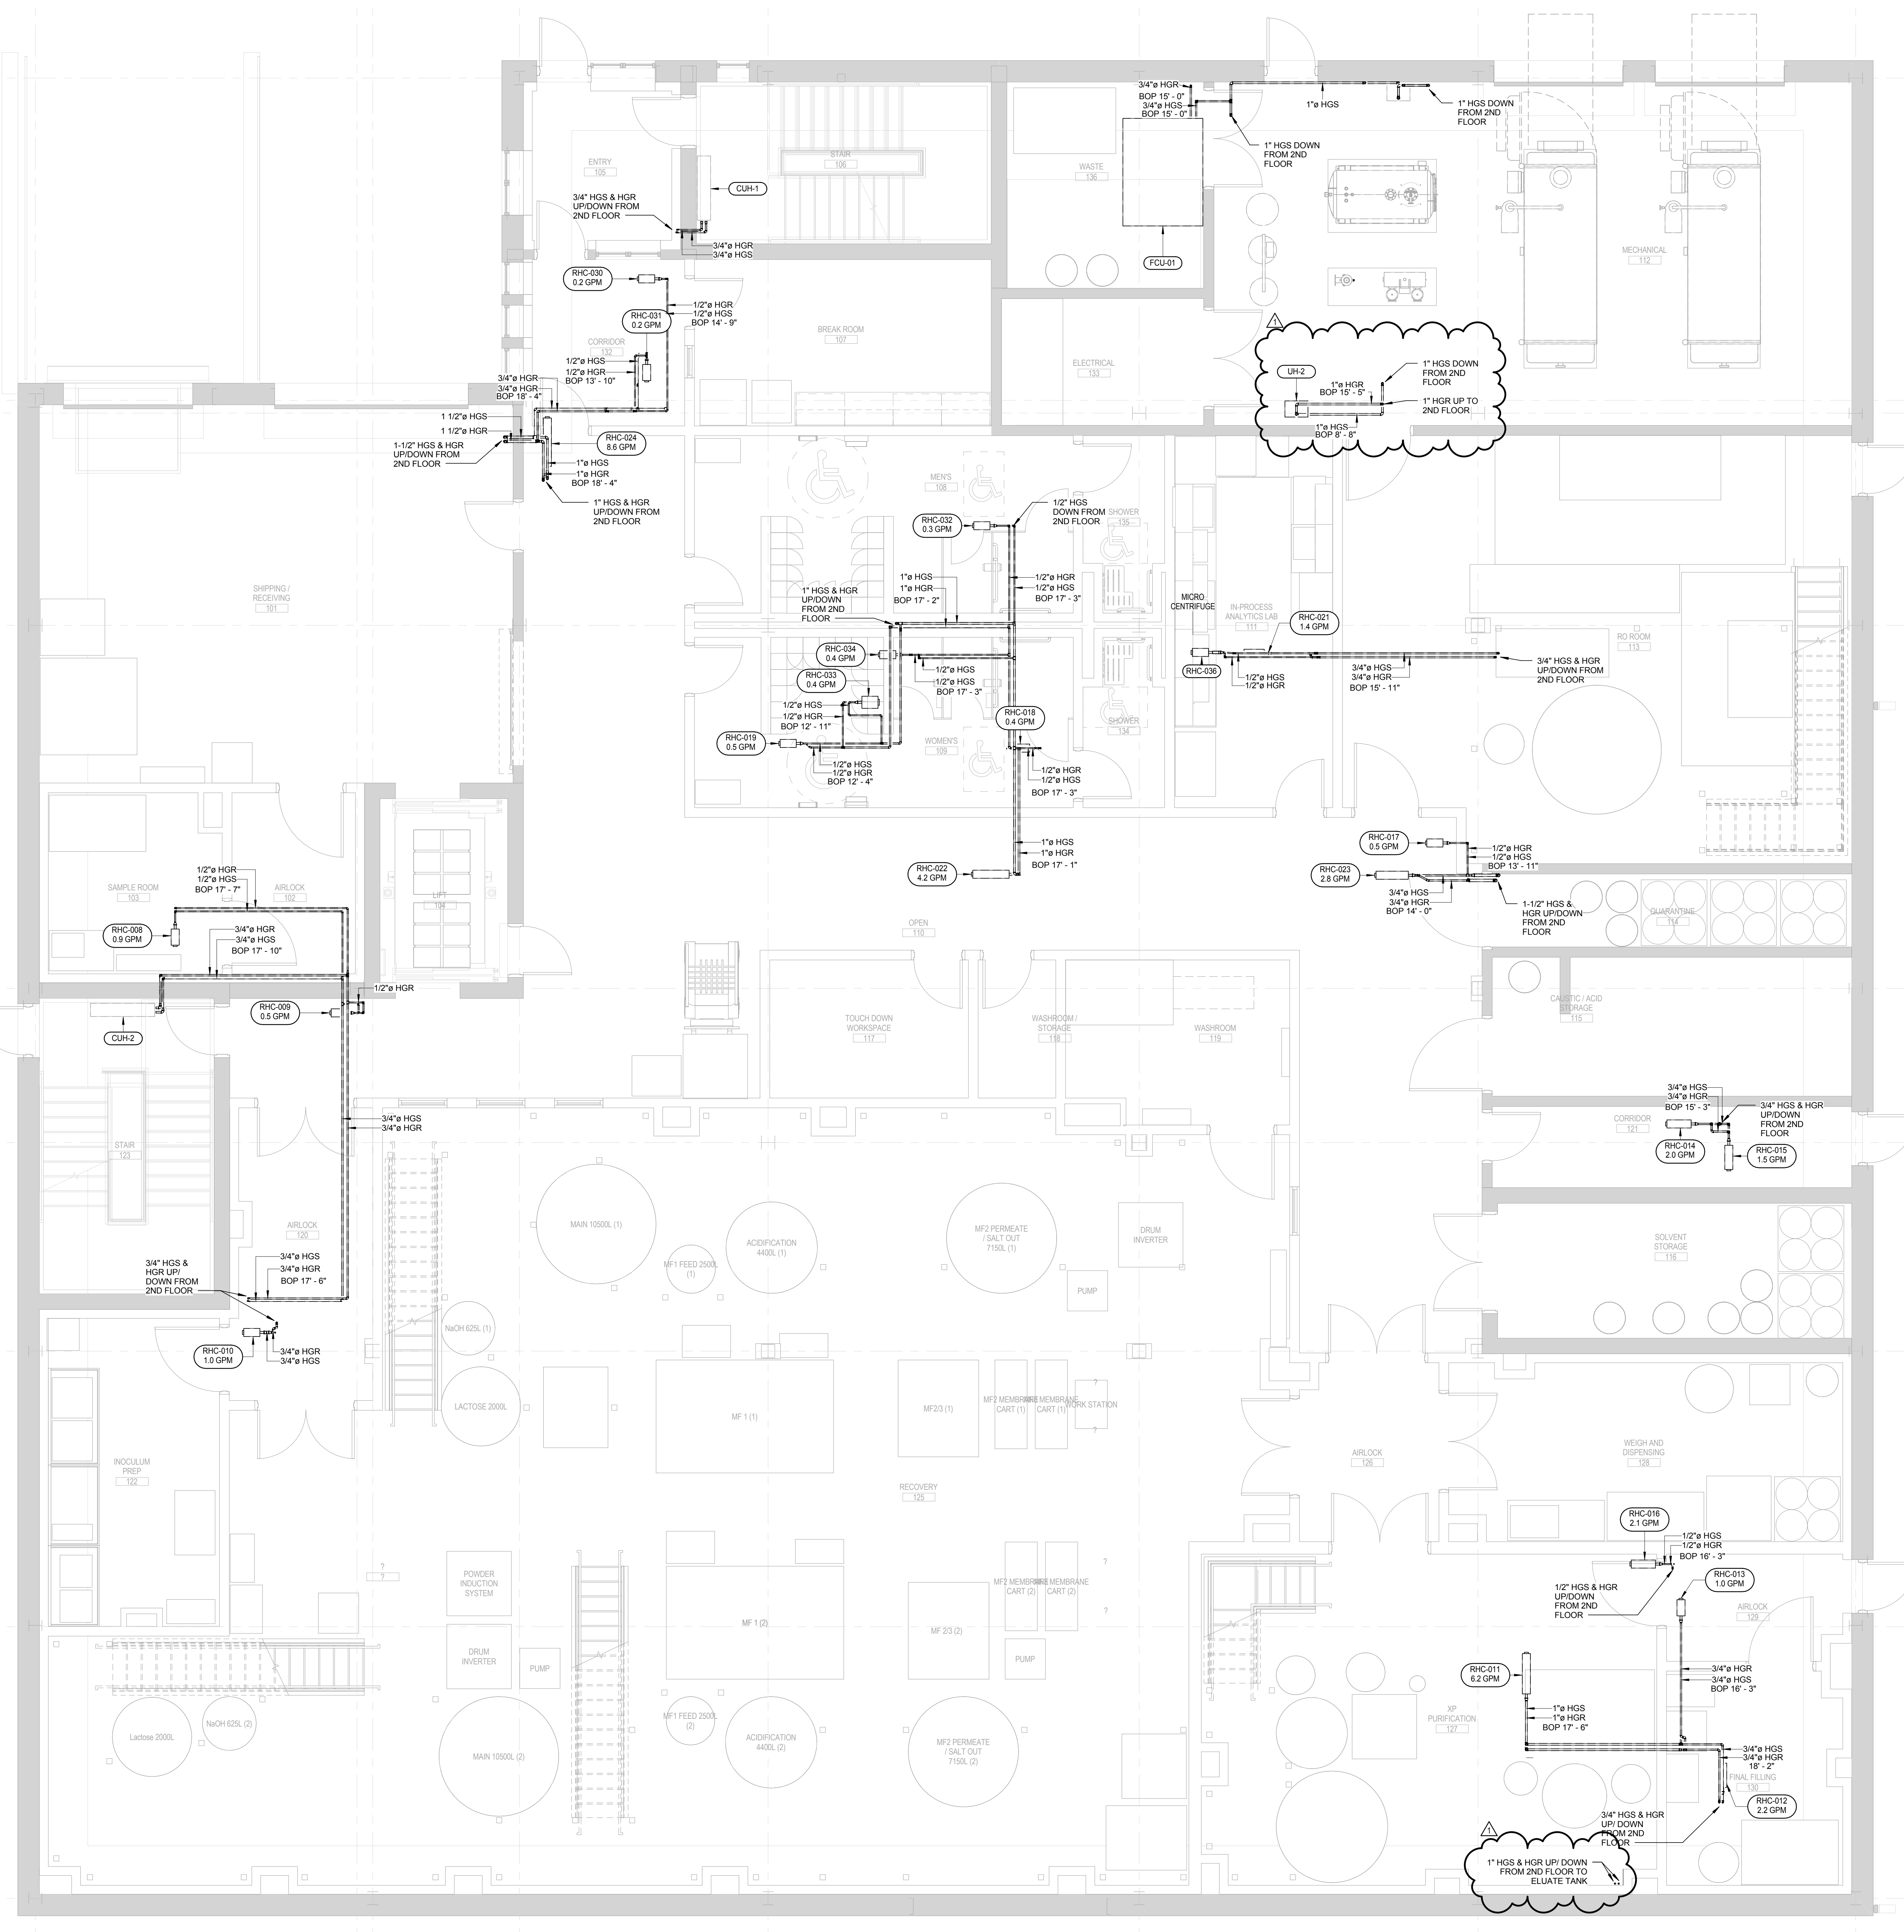 3/4"ø HGR
BOP 15' - 0"
3/4"ø HGS
BOP 15' - 0"
1"ø HGS
1" HGS DOWN
FROM 2ND
FLOOR
1" HGS DOWN
FROM 2ND
FLOOR
ENTRY
105
STAIR
106
WASTE
136
CUH-1
3/4" HGS & HGR
UP/DOWN FROM
2ND FLOOR
3/4"ø HGR
3/4"ø HGS
FCU-01
MECHANICAL
112
RHC-030
0.2 GPM
1/2"ø HGR
1/2"ø HGS
BOP 14' - 9"
RHC-031
0.2 GPM
CORRIDOR
132
BREAK ROOM
107
1/2"ø HGS
1/2"ø HGR
BOP 13' - 10"
ELECTRICAL
133
1
UH-2
1"ø HGR
BOP 15' - 5"
1" HGS DOWN
FROM 2ND
FLOOR
1" HGR UP TO
2ND FLOOR
1"ø HGS
BOP 8' - 8"
3/4"ø HGR
3/4"ø HGR
BOP 18' - 4"
1 1/2"ø HGS
1 1/2"ø HGR
1-1/2" HGS & HGR
UP/DOWN FROM
2ND FLOOR
RHC-024
8.6 GPM
1"ø HGS
1"ø HGR
BOP 18' - 4"
1" HGS & HGR
UP/DOWN FROM
2ND FLOOR
MEN'S
108
RHC-032
0.3 GPM
1/2" HGS
DOWN FROM
2ND FLOOR
SHOWER
135
SHIPPING /
RECEIVING
101
1"ø HGS
1"ø HGR
BOP 17' - 2"
1/2"ø HGR
1/2"ø HGS
BOP 17' - 3"
1" HGS & HGR
UP/DOWN
FROM 2ND
FLOOR
MICRO
CENTRIFUGE
IN-PROCESS
ANALYTICS LAB
111
RHC-021
1.4 GPM
RO ROOM
113
RHC-034
0.4 GPM
RHC-033
0.4 GPM
1/2"ø HGS
1/2"ø HGS
BOP 17' - 3"
RHC-036
1/2"ø HGS
1/2"ø HGR
3/4"ø HGS
3/4"ø HGR
BOP 15' - 11"
3/4" HGS & HGR
UP/DOWN FROM
2ND FLOOR
1/2"ø HGS
1/2"ø HGR
BOP 12' - 11"
RHC-018
0.4 GPM
SHOWER
134
RHC-019
0.5 GPM
WOMEN'S
109
1/2"ø HGS
1/2"ø HGR
BOP 12' - 4"
1/2"ø HGR
1/2"ø HGS
BOP 17' - 3"
1"ø HGS
1"ø HGR
BOP 17' - 1"
RHC-022
4.2 GPM
RHC-017
0.5 GPM
1/2"ø HGR
1/2"ø HGS
BOP 13' - 11"
RHC-023
2.8 GPM
3/4"ø HGS
3/4"ø HGR
BOP 14' - 0"
1-1/2" HGS &
HGR UP/DOWN
FROM 2ND
FLOOR
QUARANTINE
114
1/2"ø HGR
1/2"ø HGS
BOP 17' - 7"
SAMPLE ROOM
103
AIRLOCK
102
LIFT
104
OPEN
110
RHC-008
0.9 GPM
3/4"ø HGR
3/4"ø HGS
BOP 17' - 10"
1/2"ø HGR
RHC-009
0.5 GPM
CUH-2
TOUCH DOWN
WORKSPACE
117
WASHROOM /
STORAGE
118
WASHROOM
119
CAUSTIC / ACID
STORAGE
115
3/4"ø HGS
3/4"ø HGR
STAIR
123
3/4"ø HGS
3/4"ø HGR
BOP 15' - 3"
3/4" HGS & HGR
UP/DOWN
FROM 2ND
FLOOR
CORRIDOR
121
RHC-014
2.0 GPM
RHC-015
1.5 GPM
AIRLOCK
120
MAIN 10500L (1)
ACIDIFICATION
4400L (1)
MF2 PERMEATE
/ SALT OUT
7150L (1)
DRUM
INVERTER
SOLVENT
STORAGE
116
3/4"ø HGS
3/4"ø HGR
BOP 17' - 6"
3/4" HGS &
HGR UP/
DOWN FROM
2ND FLOOR
MF1 FEED 2500L
(1)
PUMP
NaOH 625L (1)
RHC-010
1.0 GPM
3/4"ø HGR
3/4"ø HGS
LACTOSE 2000L
MF 1 (1)
MF2/3 (1)
MF2 MEMBRANE
CART (1)
MEMBRANE
CART (1)
?
WORK STATION
?
INOCULUM
PREP
122
RECOVERY
125
AIRLOCK
126
WEIGH AND
DISPENSING
128
RHC-016
2.1 GPM
1/2"ø HGS
1/2"ø HGR
BOP 16' - 3"
?
?
POWDER
INDUCTION
SYSTEM
MF2 MEMBRANE
CART (2)
MEMBRANE
CART (2)
?
?
1/2" HGS & HGR
UP/DOWN
FROM 2ND
FLOOR
RHC-013
1.0 GPM
AIRLOCK
129
MF 1 (2)
MF 2/3 (2)
DRUM
INVERTER
PUMP
PUMP
RHC-011
6.2 GPM
3/4"ø HGR
3/4"ø HGS
BOP 16' - 3"
Lactose 2000L
NaOH 625L (2)
MAIN 10500L (2)
MF1 FEED 2500L
(2)
ACIDIFICATION
4400L (2)
MF2 PERMEATE
/ SALT OUT
7150L (2)
XP
PURIFICATION
127
1"ø HGS
1"ø HGR
BOP 17' - 6"
3/4"ø HGS
3/4"ø HGR
18' - 2"
FINAL FILLING
130
RHC-012
2.2 GPM
3/4" HGS & HGR
UP/ DOWN
FROM 2ND
FLOOR
1
1" HGS & HGR UP/ DOWN
FROM 2ND FLOOR TO
ELUATE TANK